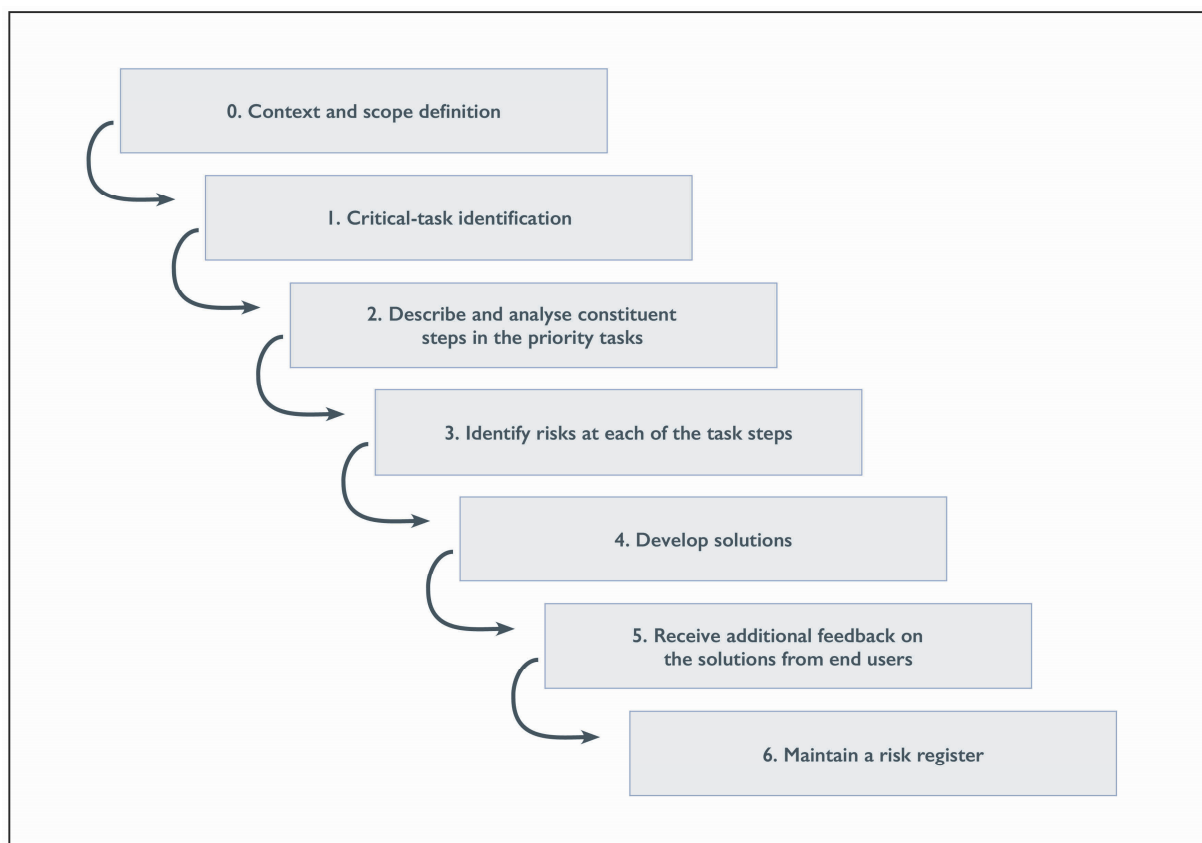 0. Context and scope definition
1. Critical-task identification
2. Describe and analyse constituent
steps in the priority tasks
3. Identify risks at each of the task steps
4. Develop solutions
5. Receive additional feedback on
the solutions from end users
6. Maintain a risk register